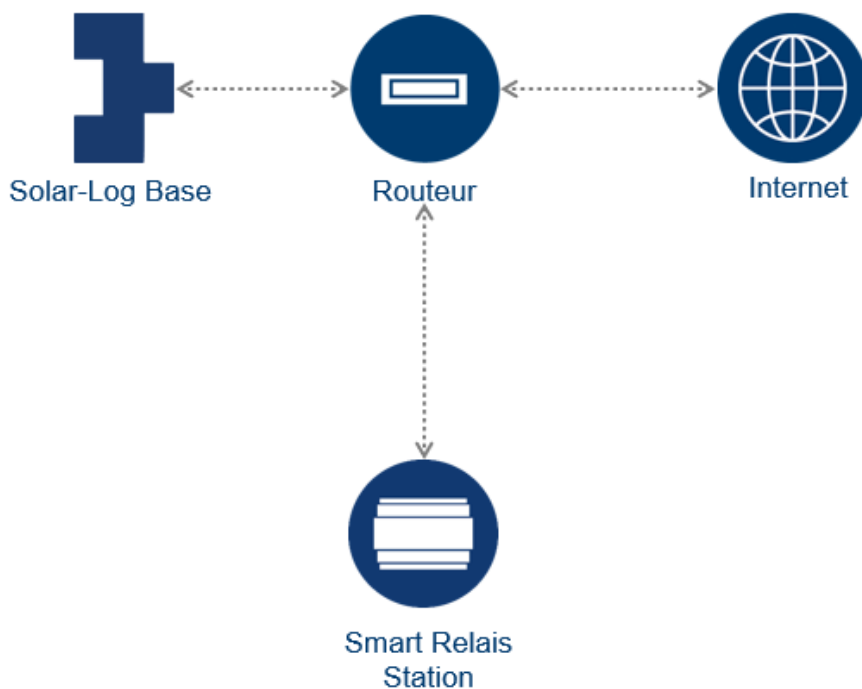 Solar-Log Base
Routeur
Internet
Smart Relais
Station